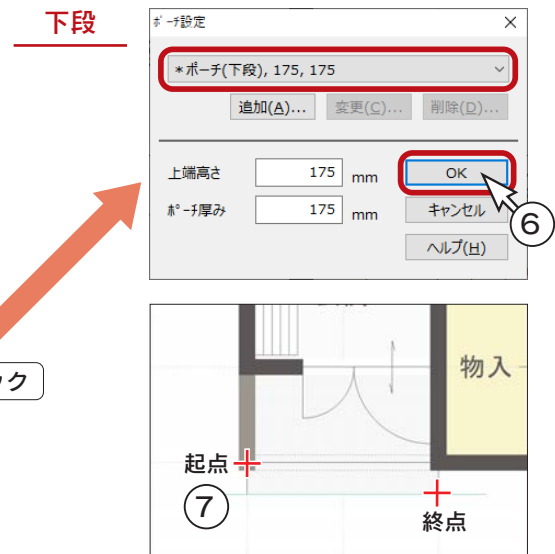 下段
ﾎﾟｰﾁ設定
*ポーチ(下段), 175, 175
追加(A)... 変更(C)... 削除(D)...
上端高さ 175 mm OK
ﾎﾟｰﾁ厚み 175 mm キャンセル
⑥
ヘルプ(H)
ック
物入
起点
⑦
終点